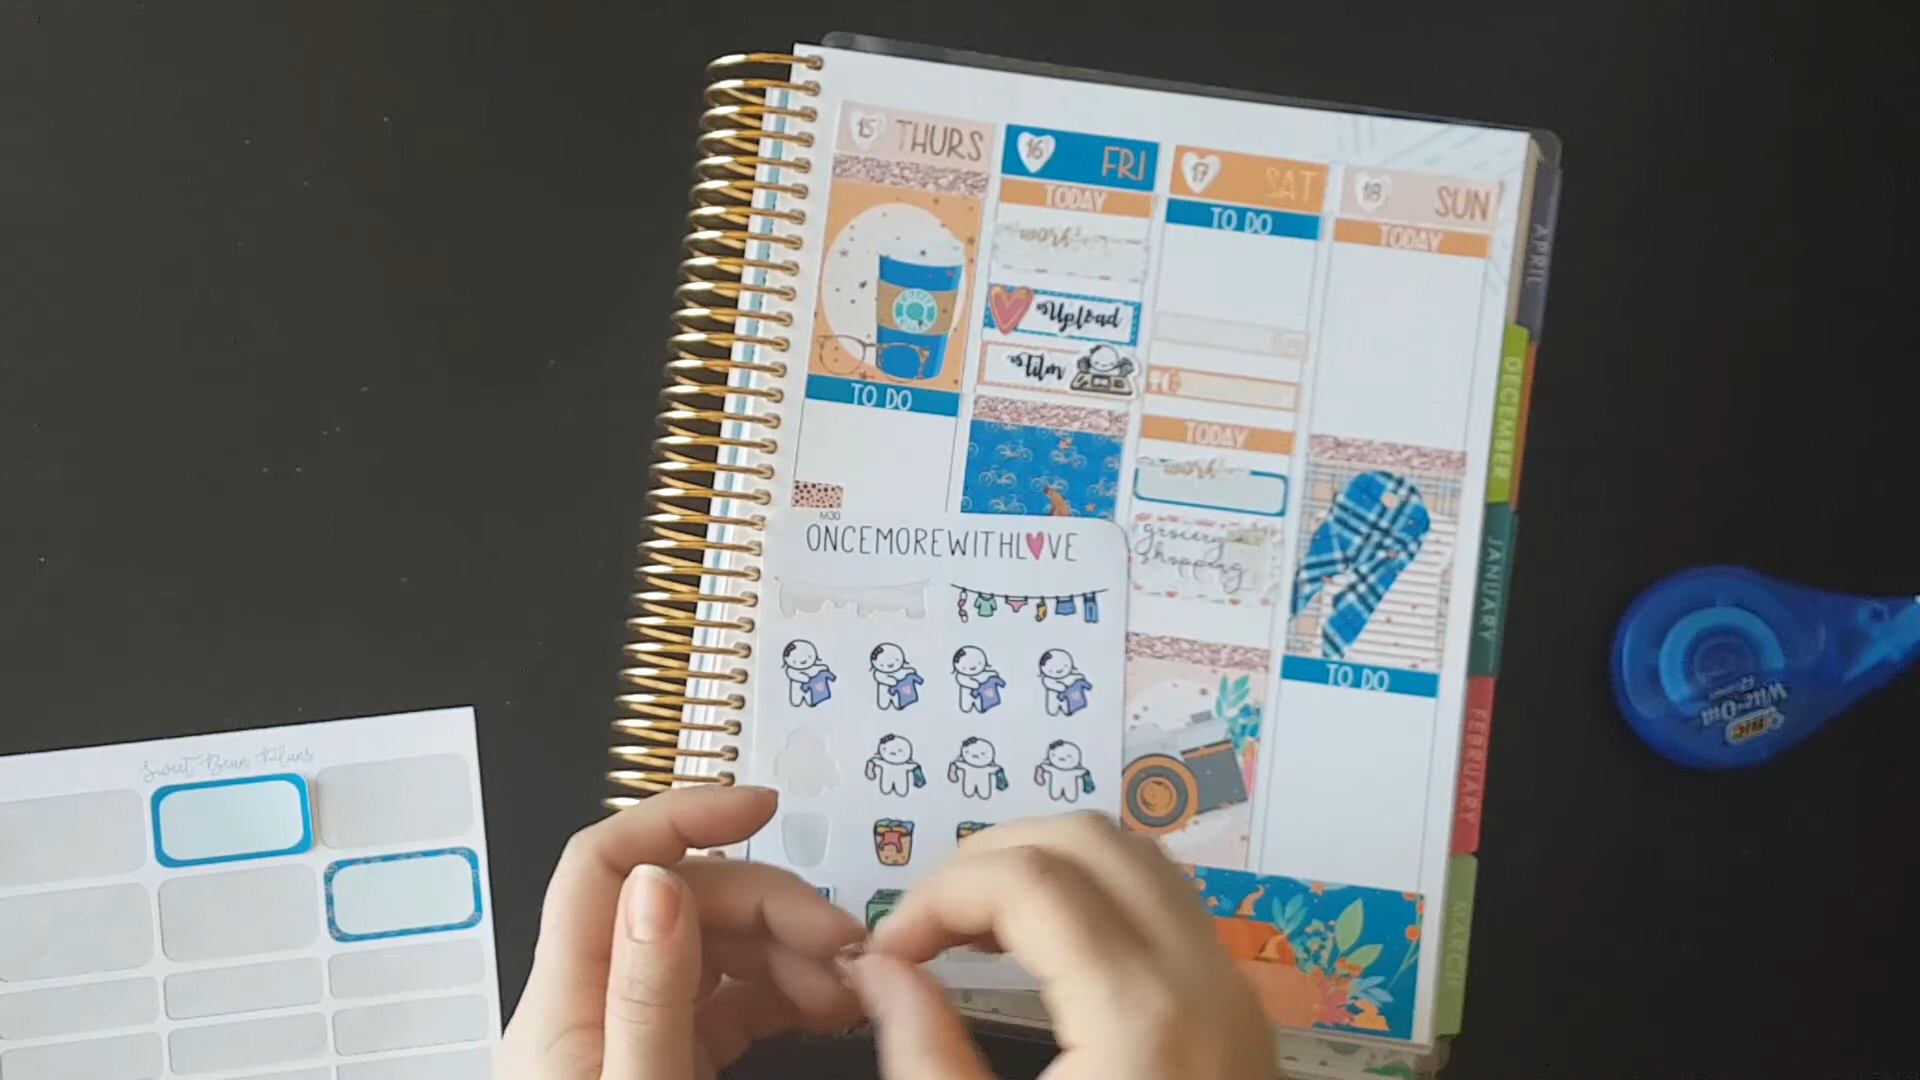 15 THURS
16 FRI
17 SAT
18 SUN
TODAY
TO DO
TODAY
work
Upload
Film
TO DO
TODAY
work
grocery
shopping
TO DO
M30
ONCEMOREWITHLOVE
Sweet Bean Plans
APRIL
DECEMBER
JANUARY
FEBRUARY
MARCH
BIC
Wite-Out